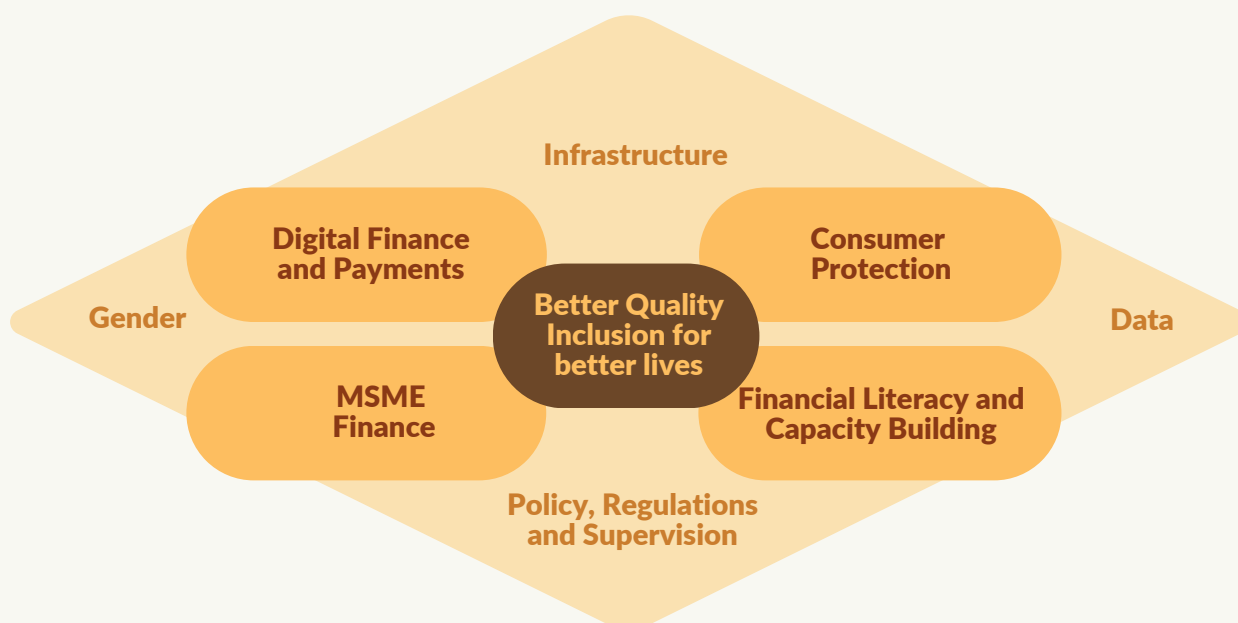 Infrastructure
Digital Finance
and Payments
Consumer
Protection
Gender
Better Quality
Inclusion for
better lives
Data
MSME
Finance
Financial Literacy and
Capacity Building
Policy, Regulations
and Supervision